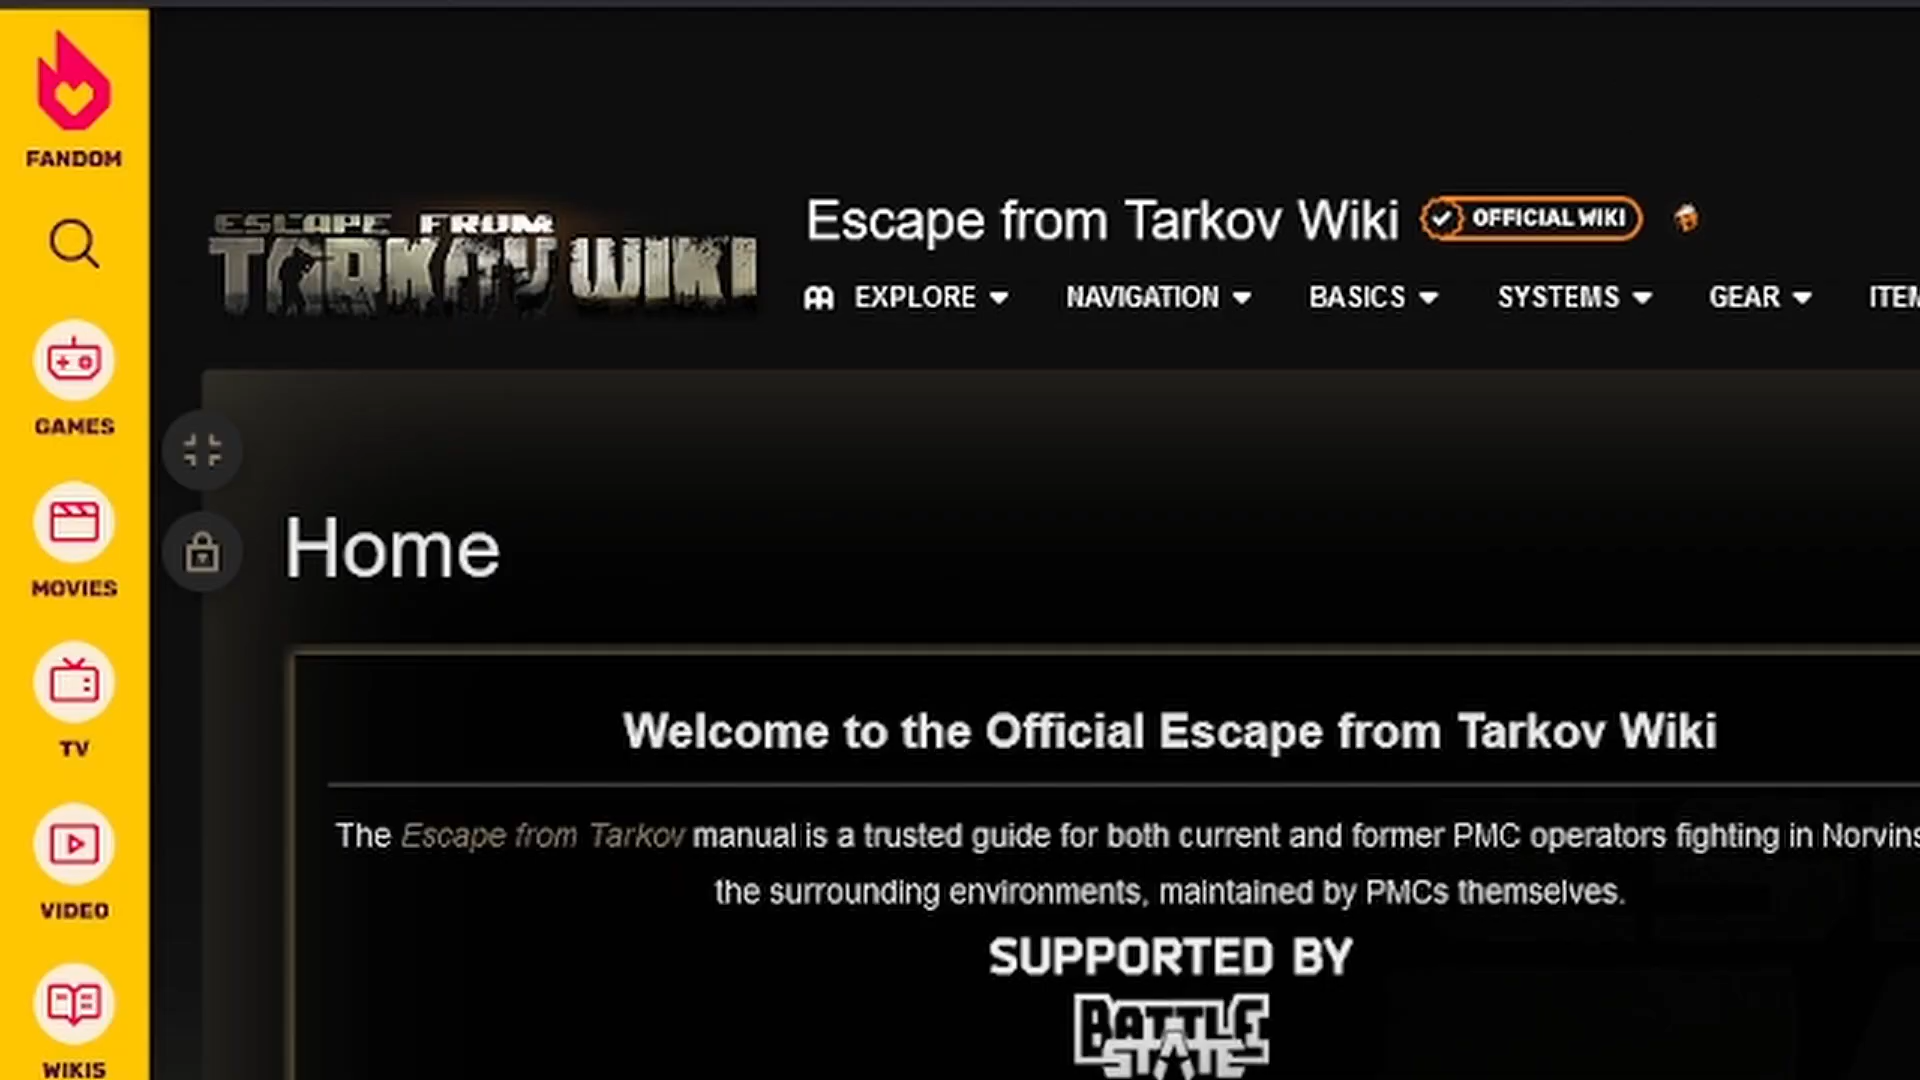 FANDOM
GAMES
MOVIES
TV
VIDEO
WIKIS
ESCAPE FROM
TARKOV WIKI
Escape from Tarkov Wiki
OFFICIAL WIKI
EXPLORE
NAVIGATION
BASICS
SYSTEMS
GEAR
Home
Welcome to the Official Escape from Tarkov Wiki
The Escape from Tarkov manual is a trusted guide for both current and former PMC operators fighting in
the surrounding environments, maintained by PMCs themselves.
SUPPORTED BY
BATTLE
STATE